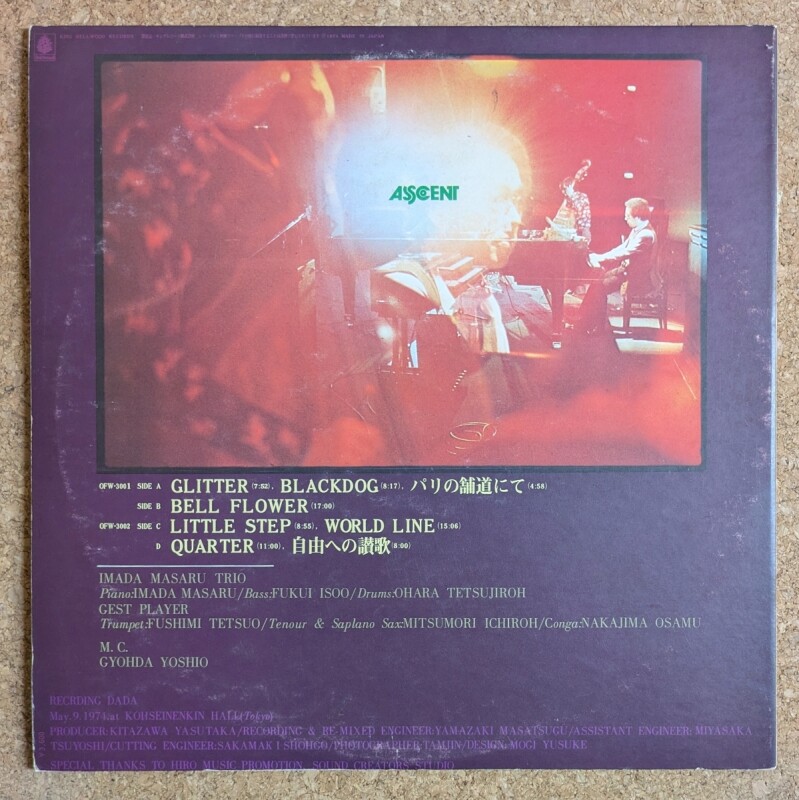 ASCENT
OFW-3001 SIDE A GLITTER(7:52), BLACKDOG(8:17), パリの舗道にて(4:58)
SIDE B BELL FLOWER(17:00)
OFW-3002 SIDE C LITTLE STEP(8:55), WORLD LINE(15:06)
D QUARTER(11:00), 自由への讃歌(8:00)
IMADA MASARU TRIO
Piano:IMADA MASARU/Bass:FUKUI ISOO/Drums:OHARA TETSUJIROH
GEST PLAYER
Trumpet:FUSHIMI TETSUO/Tenour & Saplano Sax:MITSUMORI ICHIROH/Conga:NAKAJIMA OSAMU
M.C.
GYOHDA YOSHIO
RECRDING DADA
May. 9. 1974 at KOHSEINENKIN HALL(Tokyo)
PRODUCER:KITAZAWA YASUTAKA/RECORDING & RE-MIXED ENGINEER:YAMAZAKI MASATSUGU/ASSISTANT ENGINEER:MIYASAKA
TSUYOSHI/CUTTING ENGINEER:SAKAMAKI SHOHGO/PHOTOGRAPHER:TAMJIN/DESIGN:MOGI YUSUKE
SPECIAL THANKS TO HIRO MUSIC PROMOTION, SOUND CREATORS STUDIO